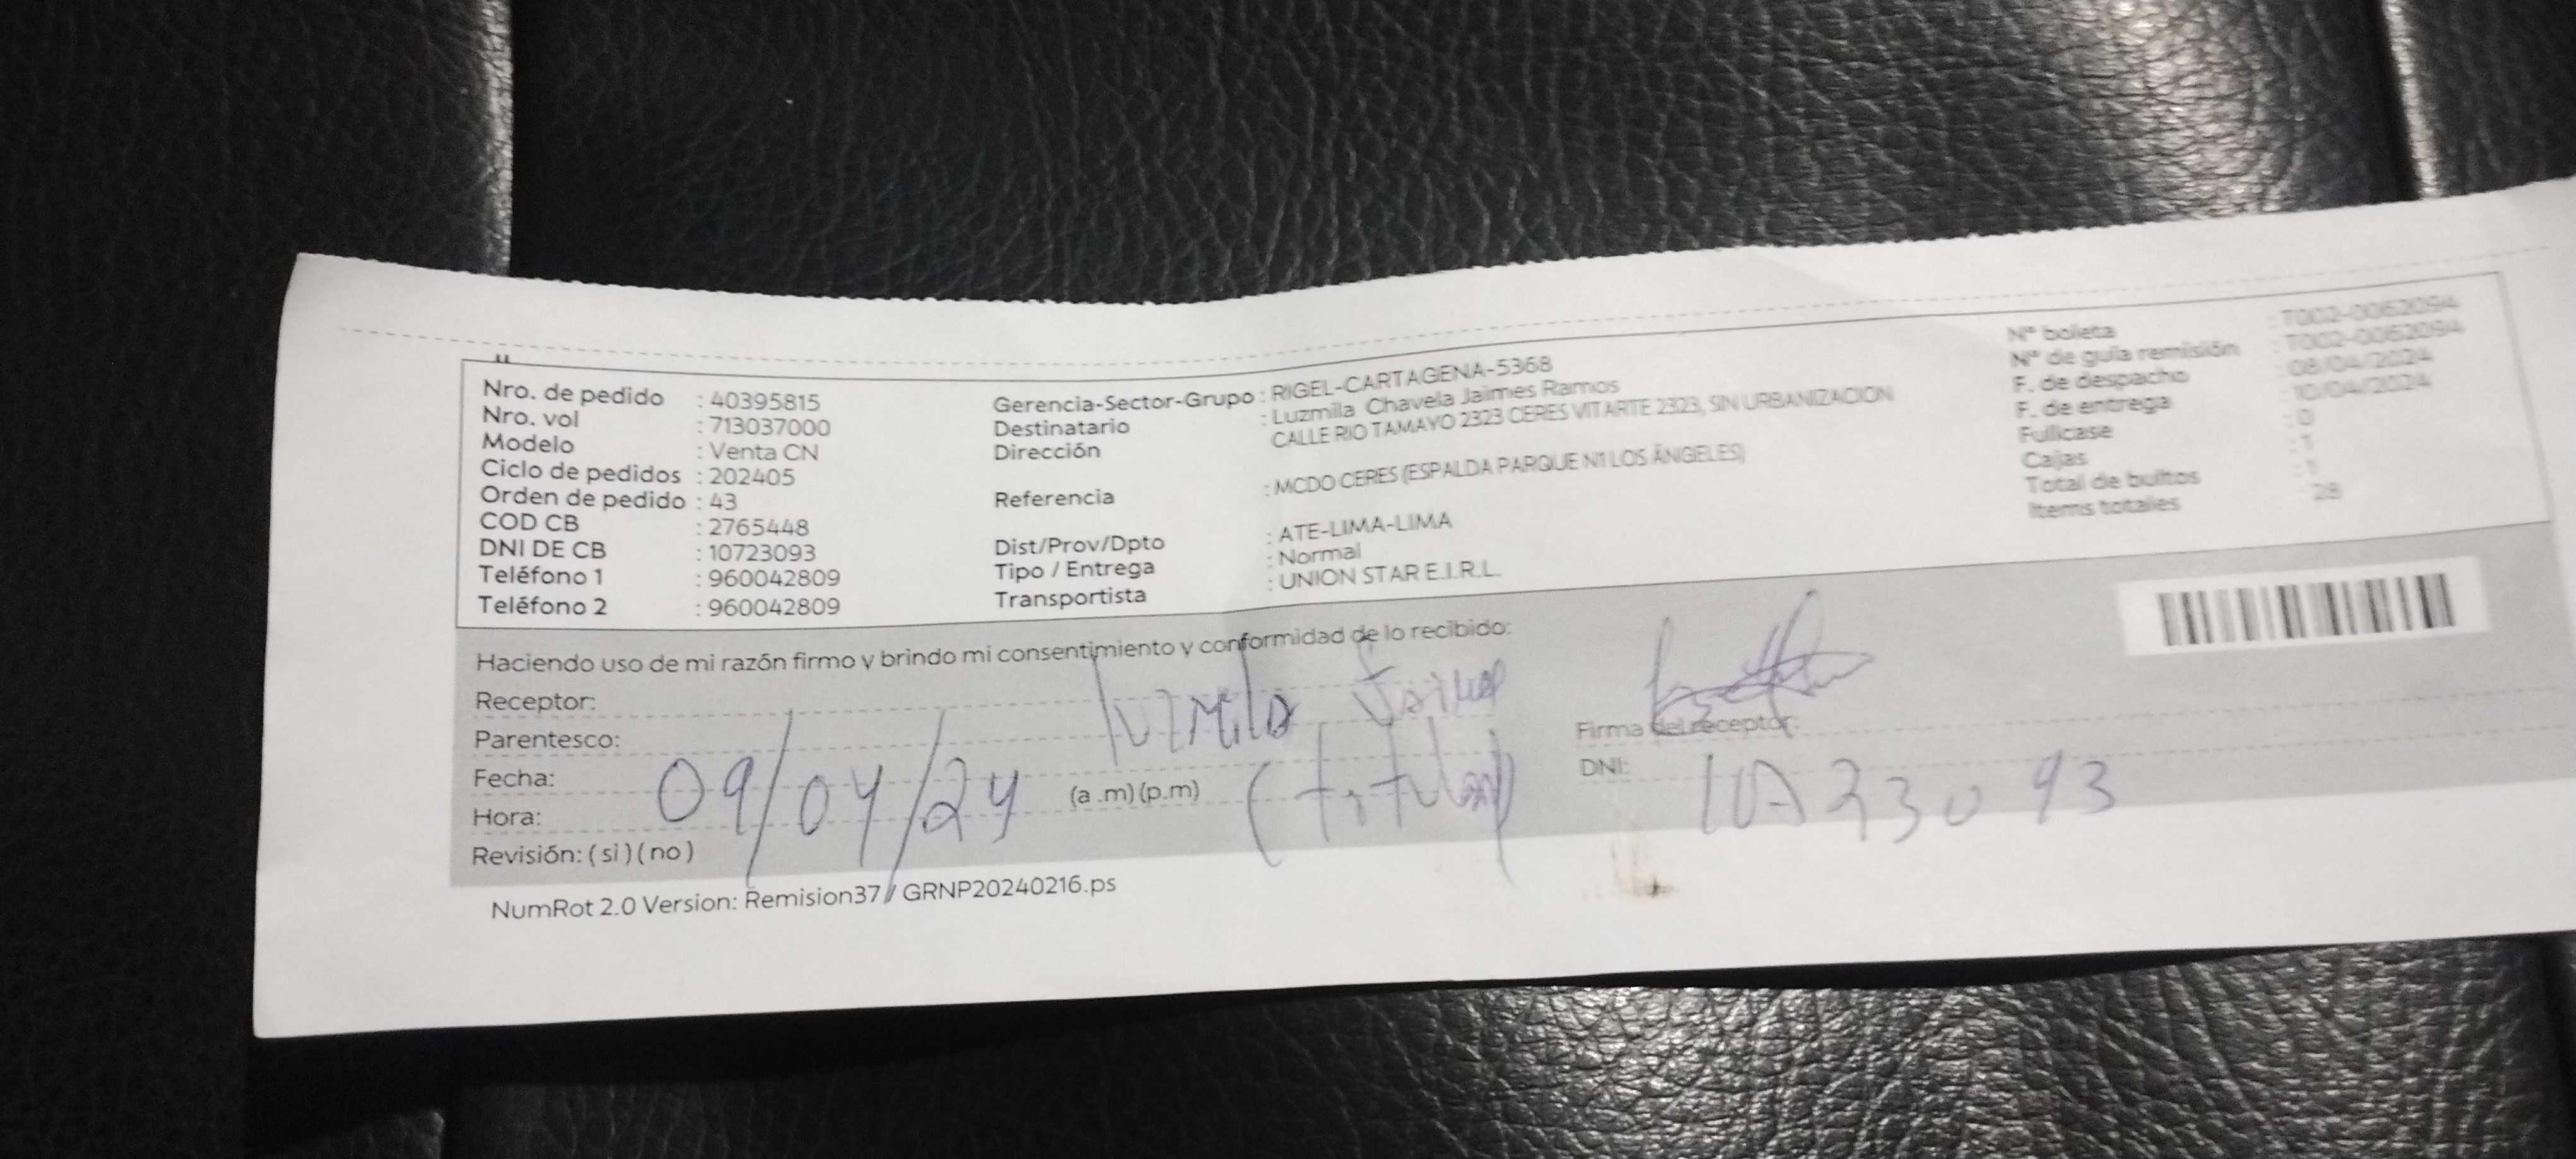 Nro. de pedido : 40395815
Nro. vol : 713037000
Modelo : Venta CN
Ciclo de pedidos : 202405
Orden de pedido : 43
COD CB : 2765448
DNI DE CB : 10723093
Teléfono 1 : 960042809
Teléfono 2 : 960042809
Gerencia-Sector-Grupo : RIGEL-CARTAGENA-5368
Destinatario : Luzmila Chavela Jaimes Ramos
Dirección CALLE RIO TAMAYO 2323 CERES VITARTE 2323, SIN URBANIZACION
Referencia : MCDO CERES (ESPALDA PARQUE N1 LOS ÁNGELES)
Dist/Prov/Dpto : ATE-LIMA-LIMA
Tipo / Entrega : Normal
Transportista : UNION STAR E.I.R.L.
N° boleta : T002-0062094
N° de guía remisión : T002-0062094
F. de despacho : 08/04/2024
F. de entrega : 10/04/2024
Fullcase : 0
Cajas : 1
Total de bultos : 1
Items totales : 28
Haciendo uso de mi razón firmo y brindo mi consentimiento y conformidad de lo recibido:
Receptor: luzmila Jaimes
Parentesco: (titular)
Fecha: 09/04/24
Hora: (a .m) (p.m)
Revisión: ( si ) ( no )
Firma del receptor:
DNI: 10723093
NumRot 2.0 Version: Remision37 / GRNP20240216.ps